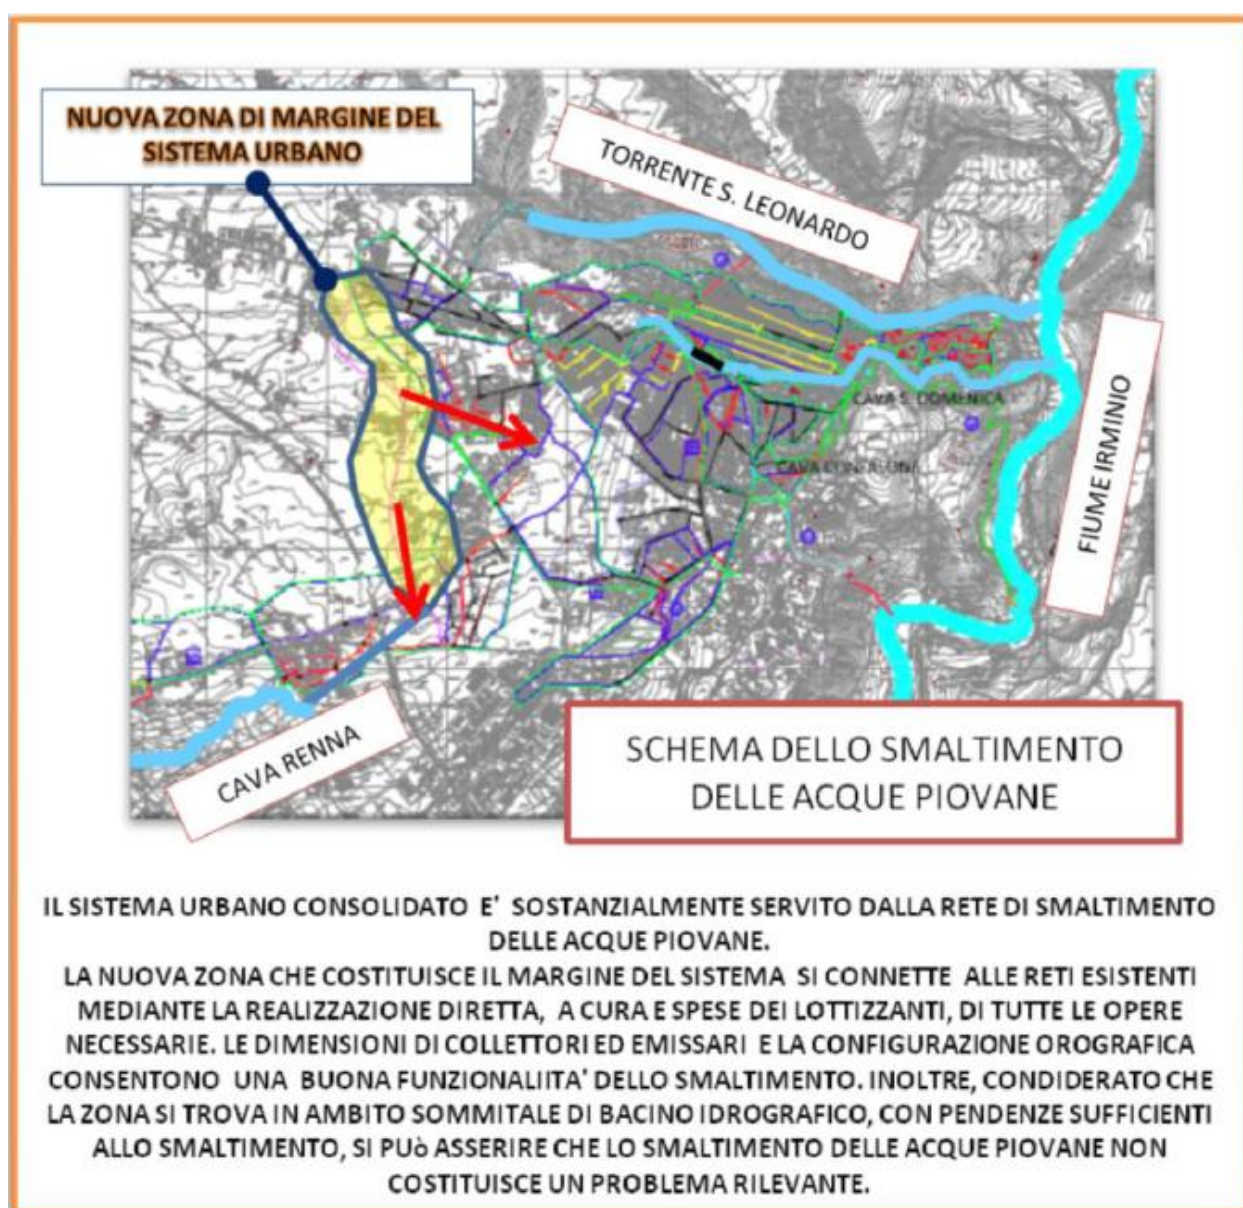 NUOVA ZONA DI MARGINE DEL
SISTEMA URBANO
TORRENTE S. LEONARDO
CAVA S. DOMENICA
FIUME IRMINIO
CAVA RENNA
SCHEMA DELLO SMALTIMENTO
DELLE ACQUE PIOVANE
IL SISTEMA URBANO CONSOLIDATO E' SOSTANZIALMENTE SERVITO DALLA RETE DI SMALTIMENTO
DELLE ACQUE PIOVANE.
LA NUOVA ZONA CHE COSTITUISCE IL MARGINE DEL SISTEMA SI CONNETTE ALLE RETI ESISTENTI
MEDIANTE LA REALIZZAZIONE DIRETTA, A CURA E SPESE DEI LOTTIZZANTI, DI TUTTE LE OPERE
NECESSARIE. LE DIMENSIONI DI COLLETTORI ED EMISSARI E LA CONFIGURAZIONE OROGRAFICA
CONSENTONO UNA BUONA FUNZIONALIITA' DELLO SMALTIMENTO. INOLTRE, CONDIDERATO CHE
LA ZONA SI TROVA IN AMBITO SOMMITALE DI BACINO IDROGRAFICO, CON PENDENZE SUFFICIENTI
ALLO SMALTIMENTO, SI PUò ASSERIRE CHE LO SMALTIMENTO DELLE ACQUE PIOVANE NON
COSTITUISCE UN PROBLEMA RILEVANTE.